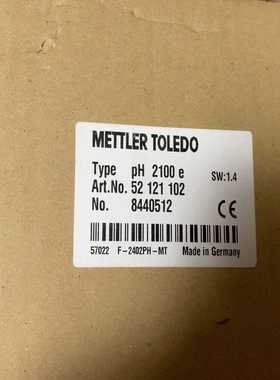 METTLER TOLEDO
Type pH 2100 e SW:1.4
Art.No. 52 121 102
No. 8440512 CE
57022 F-2402PH-MT Made in Germany